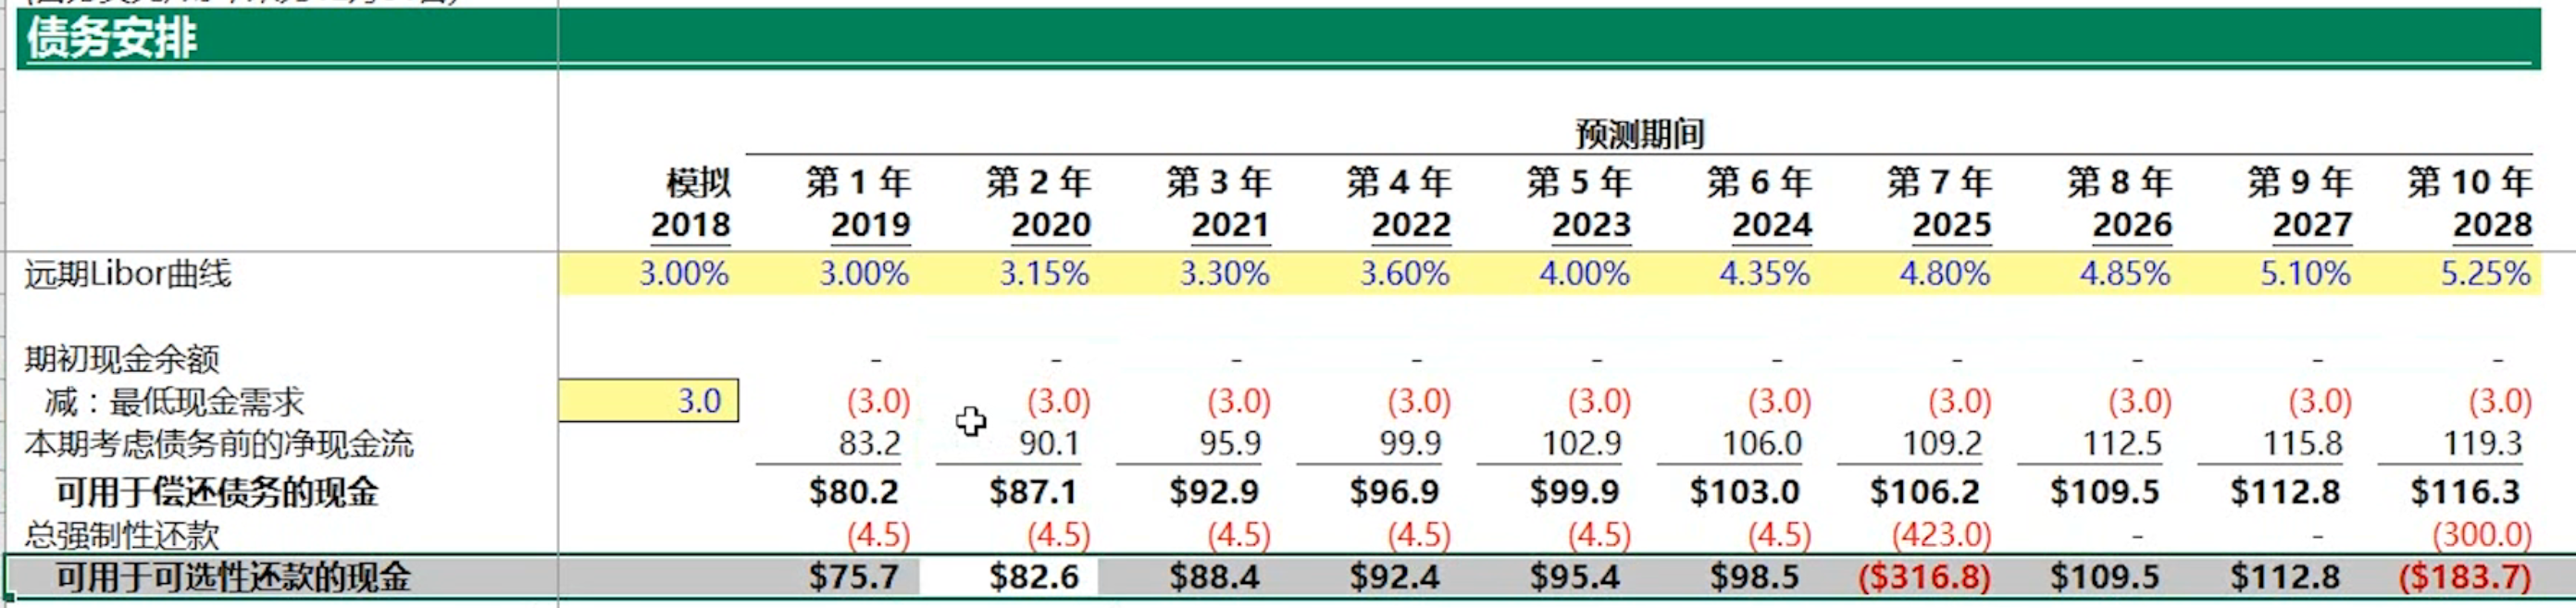 债务安排
预测期间
模拟 第 1 年 第 2 年 第 3 年 第 4 年 第 5 年 第 6 年 第 7 年 第 8 年 第 9 年 第 10 年
2018 2019 2020 2021 2022 2023 2024 2025 2026 2027 2028
远期Libor曲线 3.00% 3.00% 3.15% 3.30% 3.60% 4.00% 4.35% 4.80% 4.85% 5.10% 5.25%
期初现金余额 - - - - - - - - - -
减：最低现金需求 3.0 (3.0) (3.0) (3.0) (3.0) (3.0) (3.0) (3.0) (3.0) (3.0) (3.0)
本期考虑债务前的净现金流 83.2 90.1 95.9 99.9 102.9 106.0 109.2 112.5 115.8 119.3
可用于偿还债务的现金 $80.2 $87.1 $92.9 $96.9 $99.9 $103.0 $106.2 $109.5 $112.8 $116.3
总强制性还款 (4.5) (4.5) (4.5) (4.5) (4.5) (4.5) (423.0) - - (300.0)
可用于可选性还款的现金 $75.7 $82.6 $88.4 $92.4 $95.4 $98.5 ($316.8) $109.5 $112.8 ($183.7)